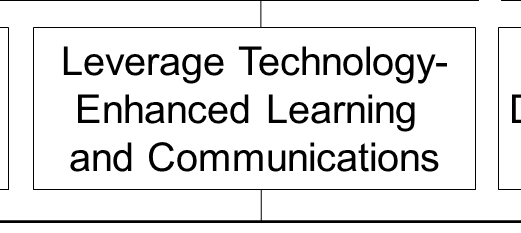 Leverage Technology-
Enhanced Learning
and Communications